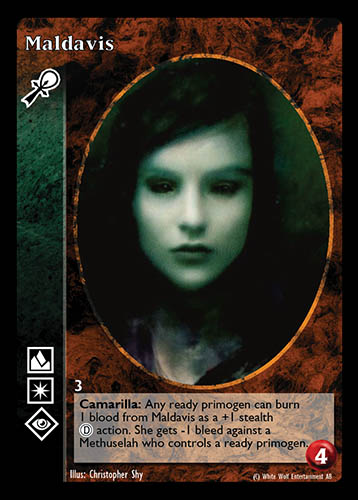 Maldavis
3
Camarilla: Any ready primogen can burn
1 blood from Maldavis as a +1 stealth
D action. She gets -1 bleed against a
Methuselah who controls a ready primogen.
4
Illus: Christopher Shy
(C) White Wolf Entertainment AB